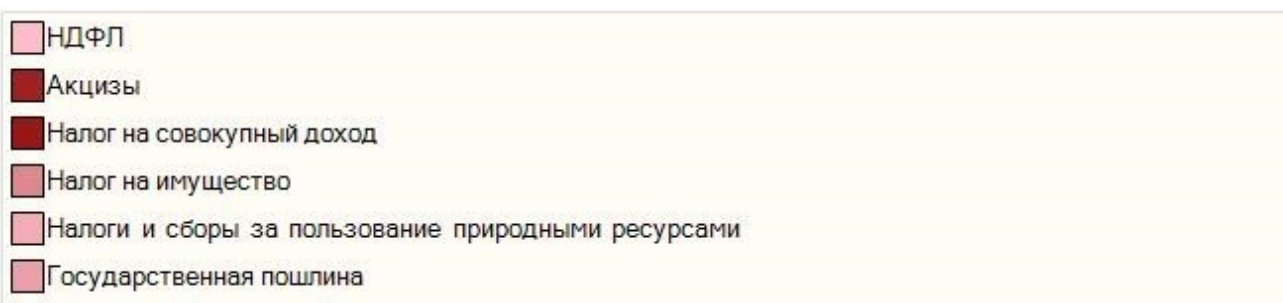 НДФЛ
Акцизы
Налог на совокупный доход
Налог на имущество
Налоги и сборы за пользование природными ресурсами
Государственная пошлина